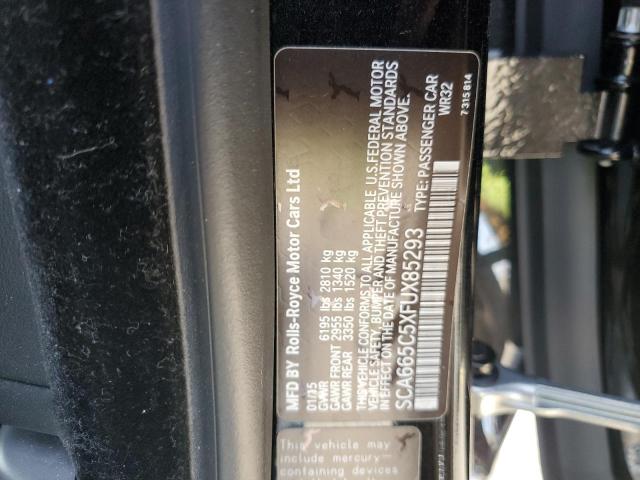 MFD BY Rolls-Royce Motor Cars Ltd
01/15
GVWR 6195 lbs 2810 kg
GAWR FRONT 2955 lbs 1340 kg
GAWR REAR 3350 lbs 1520 kg
THIS VEHICLE CONFORMS TO ALL APPLICABLE U.S. FEDERAL MOTOR
VEHICLE SAFETY, BUMPER AND THEFT PREVENTION STANDARDS
IN EFFECT ON THE DATE OF MANUFACTURE SHOWN ABOVE.
SCA665C5XFUX85293 TYPE: PASSENGER CAR
WR32
7 315 814
This vehicle may
include mercury-
containing devices